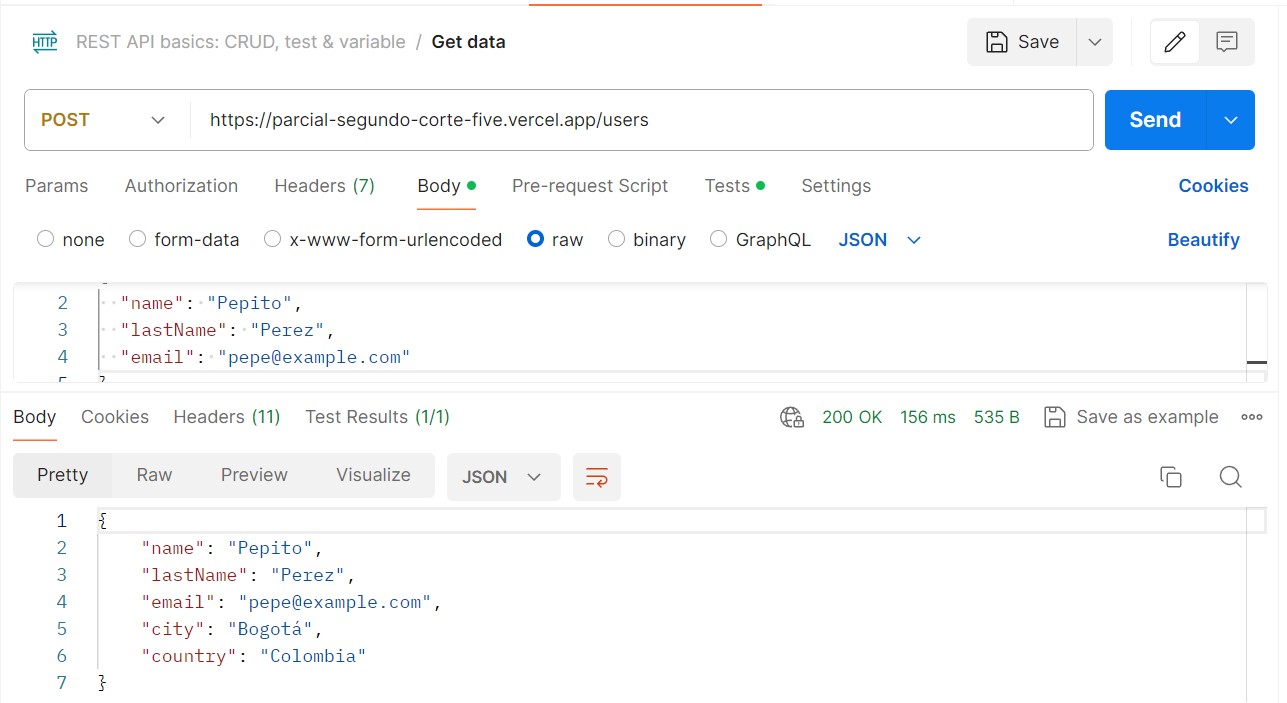 HTTP REST API basics: CRUD, test & variable / Get data Save
POST https://parcial-segundo-corte-five.vercel.app/users Send
Params Authorization Headers (7) Body Pre-request Script Tests Settings Cookies
none form-data x-www-form-urlencoded raw binary GraphQL JSON Beautify
2 "name": "Pepito",
3 "lastName": "Perez",
4 "email": "pepe@example.com"
5 }
Body Cookies Headers (11) Test Results (1/1) 200 OK 156 ms 535 B Save as example
Pretty Raw Preview Visualize JSON
1 {
2 "name": "Pepito",
3 "lastName": "Perez",
4 "email": "pepe@example.com",
5 "city": "Bogotá",
6 "country": "Colombia"
7 }